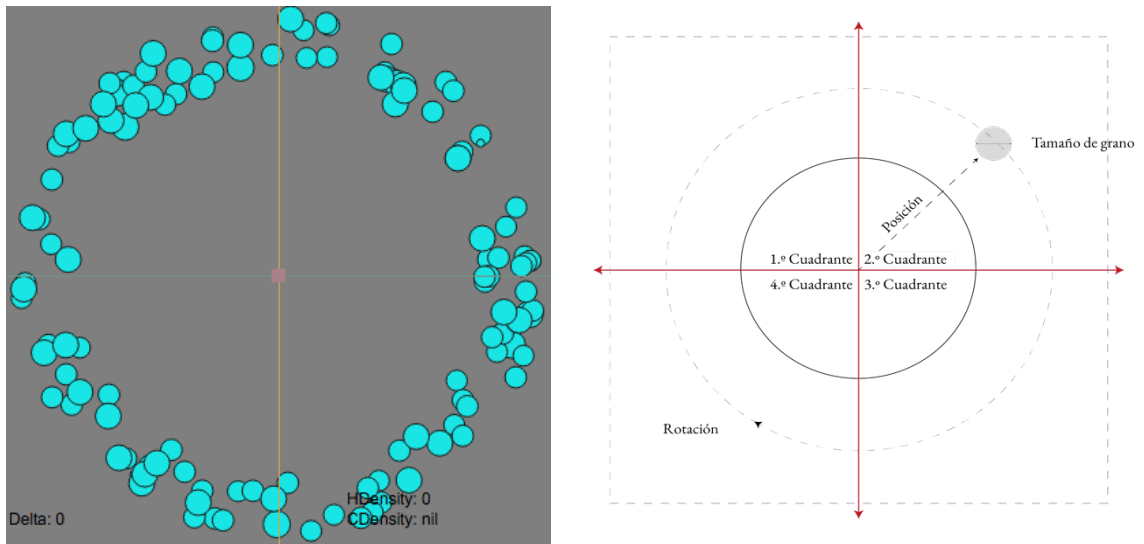 HDensity: 0
Delta: 0
CDensity: nil
Tamaño de grano
Posición
1.º Cuadrante
2.º Cuadrante
4.º Cuadrante
3.º Cuadrante
Rotación